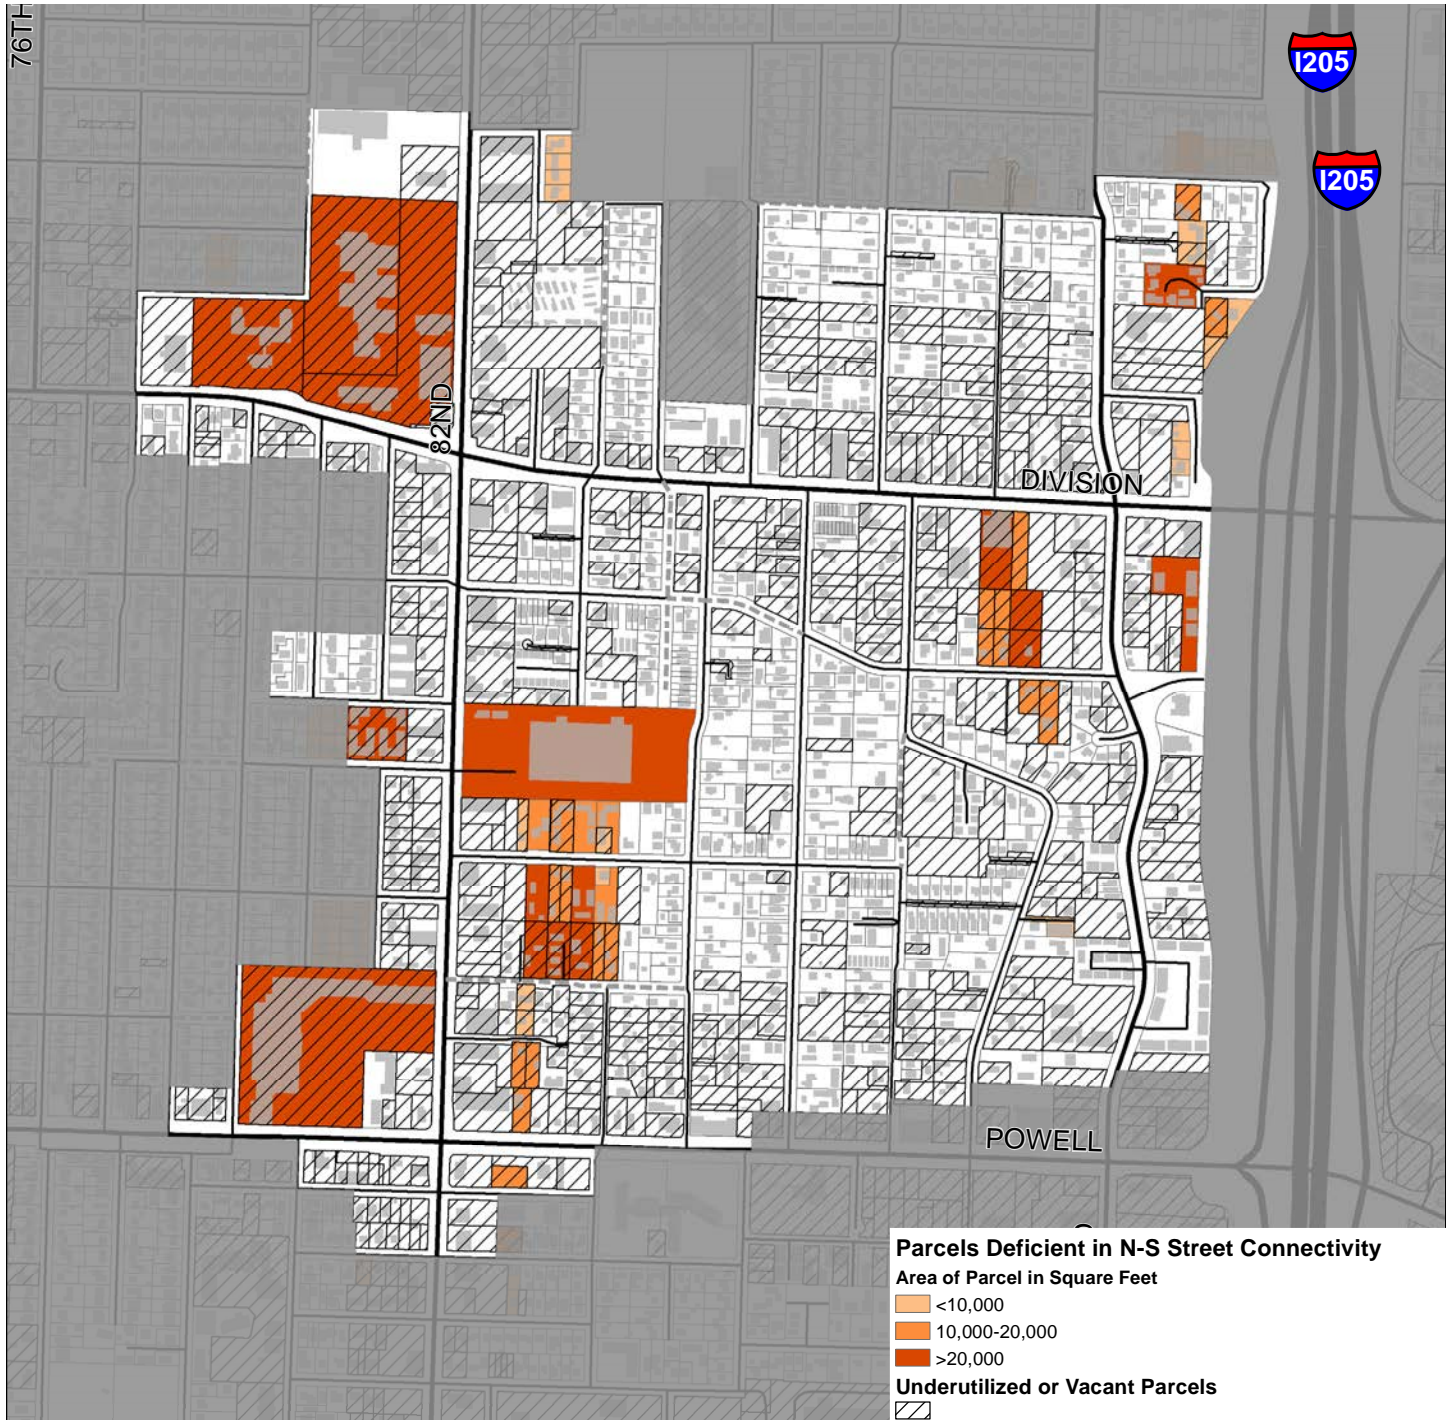 76TH
I205
I205
82ND
DIVISION
POWELL
Parcels Deficient in N-S Street Connectivity
Area of Parcel in Square Feet
<10,000
10,000-20,000
>20,000
Underutilized or Vacant Parcels